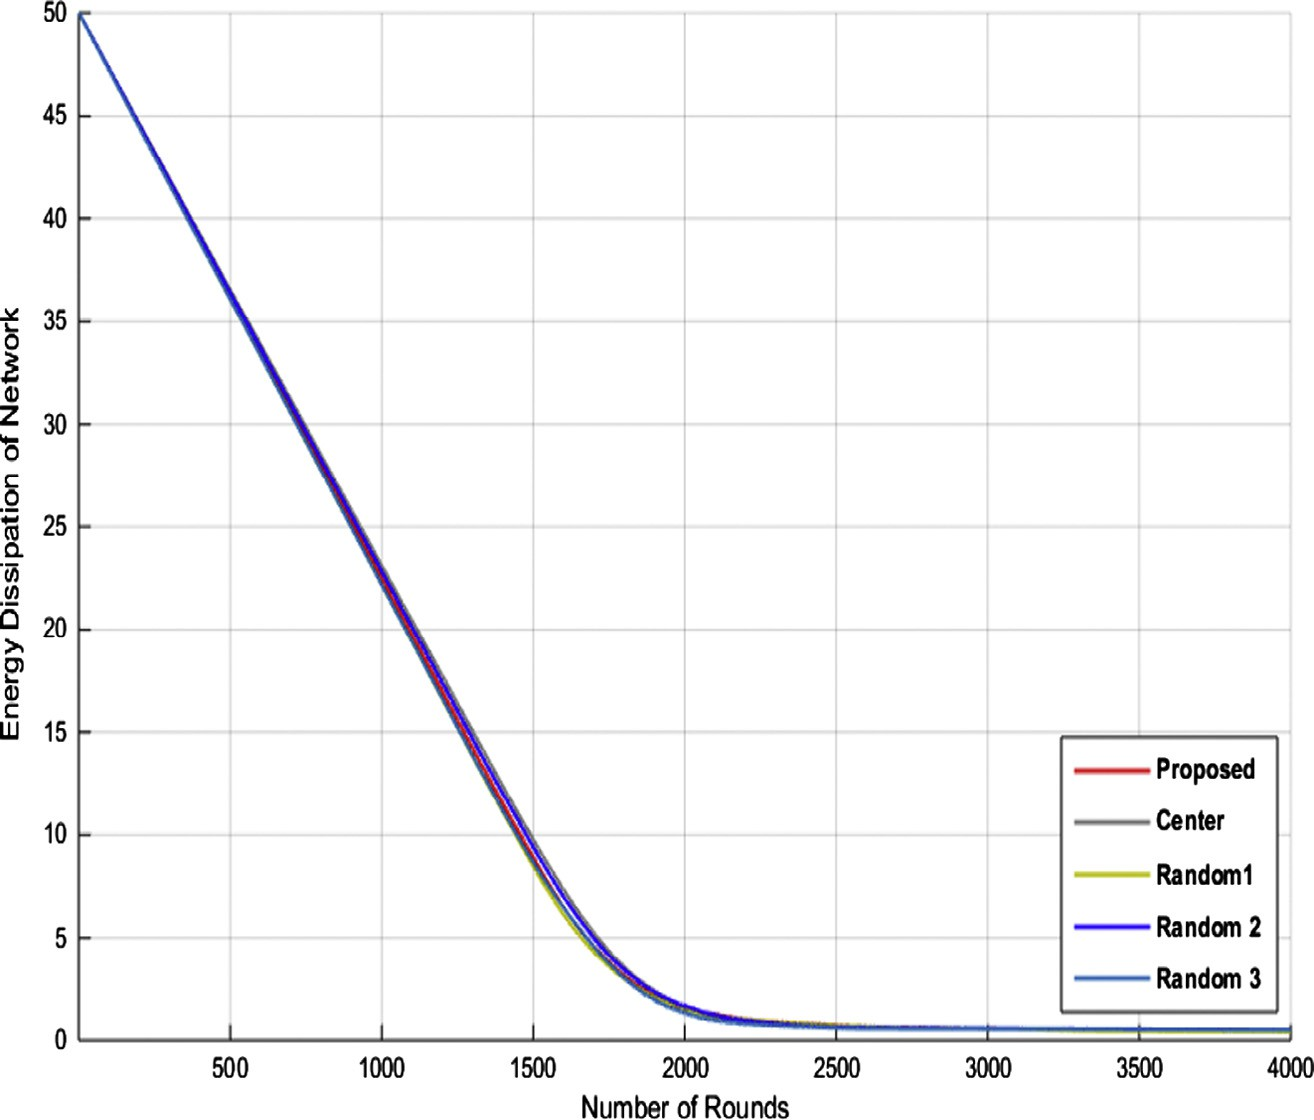 50
45
40
35
30
25
20
15
10
5
0
Energy Dissipation of Network
Proposed
Center
Random1
Random 2
Random 3
500 1000 1500 2000 2500 3000 3500 4000
Number of Rounds